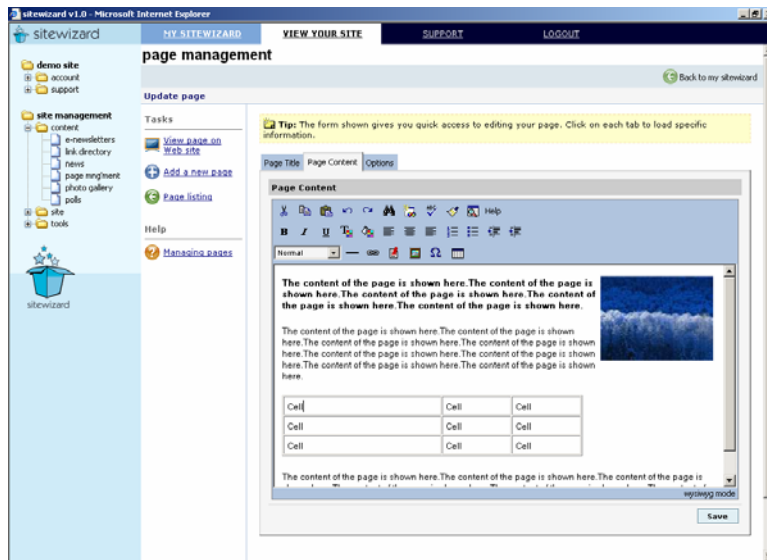 sitewizard v1.0 - Microsoft Internet Explorer
sitewizard
MY SITEWIZARD
VIEW YOUR SITE
SUPPORT
LOGOUT
page management
Back to my sitewizard
demo site
account
support
site management
content
e-newsletters
link directory
news
page mng'ment
photo gallery
polls
site
tools
sitewizard
Update page
Tasks
View page on
Web site
Add a new page
Page listing
Help
Managing pages
Tip: The form shown gives you quick access to editing your page. Click on each tab to load specific
information.
Page Title Page Content Options
Page Content
Help
B I U
Normal
The content of the page is shown here.The content of the page is
shown here.The content of the page is shown here.The content of
the page is shown here.The content of the page is shown here.
The content of the page is shown here.The content of the page is shown
here.The content of the page is shown here.The content of the page is shown
here.The content of the page is shown here.The content of the page is shown
here.The content of the page is shown here.The content of the page is shown
here.
Cell Cell Cell
Cell Cell Cell
Cell Cell Cell
The content of the page is shown here.The content of the page is shown here.The content of the page is
wysiwyg mode
Save